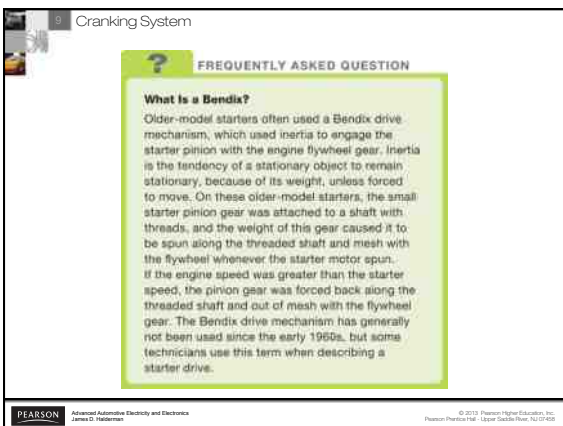 9 Cranking System
? FREQUENTLY ASKED QUESTION
What Is a Bendix?
Older-model starters often used a Bendix drive
mechanism, which used inertia to engage the
starter pinion with the engine flywheel gear. Inertia
is the tendency of a stationary object to remain
stationary, because of its weight, unless forced
to move. On these older-model starters, the small
starter pinion gear was attached to a shaft with
threads, and the weight of this gear caused it to
be spun along the threaded shaft and mesh with
the flywheel whenever the starter motor spun.
If the engine speed was greater than the starter
speed, the pinion gear was forced back along the
threaded shaft and out of mesh with the flywheel
gear. The Bendix drive mechanism has generally
not been used since the early 1960s, but some
technicians use this term when describing a
starter drive.
PEARSON
Advanced Automotive Electricity and Electronics
James D. Halderman
© 2013 Pearson Higher Education, Inc.
Pearson Prentice Hall - Upper Saddle River, NJ 07458